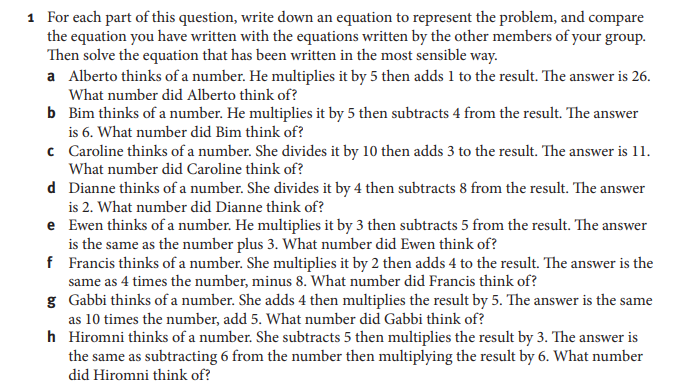 1 For each part of this question, write down an equation to represent the problem, and compare
the equation you have written with the equations written by the other members of your group.
Then solve the equation that has been written in the most sensible way.
a Alberto thinks of a number. He multiplies it by 5 then adds 1 to the result. The answer is 26.
What number did Alberto think of?
b Bim thinks of a number. He multiplies it by 5 then subtracts 4 from the result. The answer
is 6. What number did Bim think of?
c Caroline thinks of a number. She divides it by 10 then adds 3 to the result. The answer is 11.
What number did Caroline think of?
d Dianne thinks of a number. She divides it by 4 then subtracts 8 from the result. The answer
is 2. What number did Dianne think of?
e Ewen thinks of a number. He multiplies it by 3 then subtracts 5 from the result. The answer
is the same as the number plus 3. What number did Ewen think of?
f Francis thinks of a number. She multiplies it by 2 then adds 4 to the result. The answer is the
same as 4 times the number, minus 8. What number did Francis think of?
g Gabbi thinks of a number. She adds 4 then multiplies the result by 5. The answer is the same
as 10 times the number, add 5. What number did Gabbi think of?
h Hiromni thinks of a number. She subtracts 5 then multiplies the result by 3. The answer is
the same as subtracting 6 from the number then multiplying the result by 6. What number
did Hiromni think of?